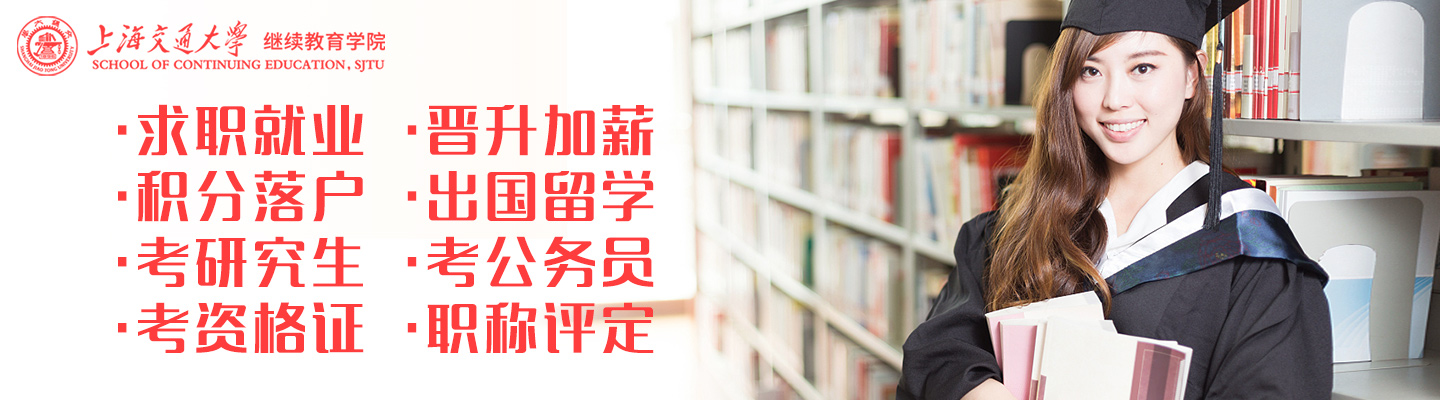 上海交通大学 继续教育学院
SCHOOL OF CONTINUING EDUCATION, SJTU
·求职就业 ·晋升加薪
·积分落户 ·出国留学
·考研究生 ·考公务员
·考资格证 ·职称评定